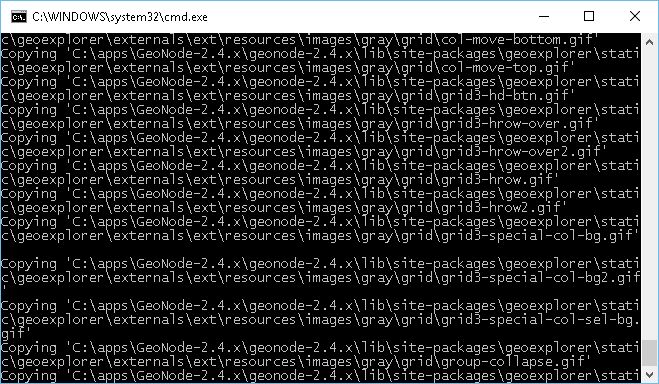 C:\WINDOWS\system32\cmd.exe
c\geoexplorer\externals\ext\resources\images\gray\grid\col-move-bottom.gif'
Copying 'C:\apps\GeoNode-2.4.x\geonode-2.4.x\lib\site-packages\geoexplorer\stati
c\geoexplorer\externals\ext\resources\images\gray\grid\col-move-top.gif'
Copying 'C:\apps\GeoNode-2.4.x\geonode-2.4.x\lib\site-packages\geoexplorer\stati
c\geoexplorer\externals\ext\resources\images\gray\grid\grid3-hd-btn.gif'
Copying 'C:\apps\GeoNode-2.4.x\geonode-2.4.x\lib\site-packages\geoexplorer\stati
c\geoexplorer\externals\ext\resources\images\gray\grid\grid3-hrow-over.gif'
Copying 'C:\apps\GeoNode-2.4.x\geonode-2.4.x\lib\site-packages\geoexplorer\stati
c\geoexplorer\externals\ext\resources\images\gray\grid\grid3-hrow-over2.gif'
Copying 'C:\apps\GeoNode-2.4.x\geonode-2.4.x\lib\site-packages\geoexplorer\stati
c\geoexplorer\externals\ext\resources\images\gray\grid\grid3-hrow.gif'
Copying 'C:\apps\GeoNode-2.4.x\geonode-2.4.x\lib\site-packages\geoexplorer\stati
c\geoexplorer\externals\ext\resources\images\gray\grid\grid3-hrow2.gif'
Copying 'C:\apps\GeoNode-2.4.x\geonode-2.4.x\lib\site-packages\geoexplorer\stati
c\geoexplorer\externals\ext\resources\images\gray\grid\grid3-special-col-bg.gif'
Copying 'C:\apps\GeoNode-2.4.x\geonode-2.4.x\lib\site-packages\geoexplorer\stati
c\geoexplorer\externals\ext\resources\images\gray\grid\grid3-special-col-bg2.gif
'
Copying 'C:\apps\GeoNode-2.4.x\geonode-2.4.x\lib\site-packages\geoexplorer\stati
c\geoexplorer\externals\ext\resources\images\gray\grid\grid3-special-col-sel-bg.
gif'
Copying 'C:\apps\GeoNode-2.4.x\geonode-2.4.x\lib\site-packages\geoexplorer\stati
c\geoexplorer\externals\ext\resources\images\gray\grid\group-collapse.gif'
Copying 'C:\apps\GeoNode-2.4.x\geonode-2.4.x\lib\site-packages\geoexplorer\stati